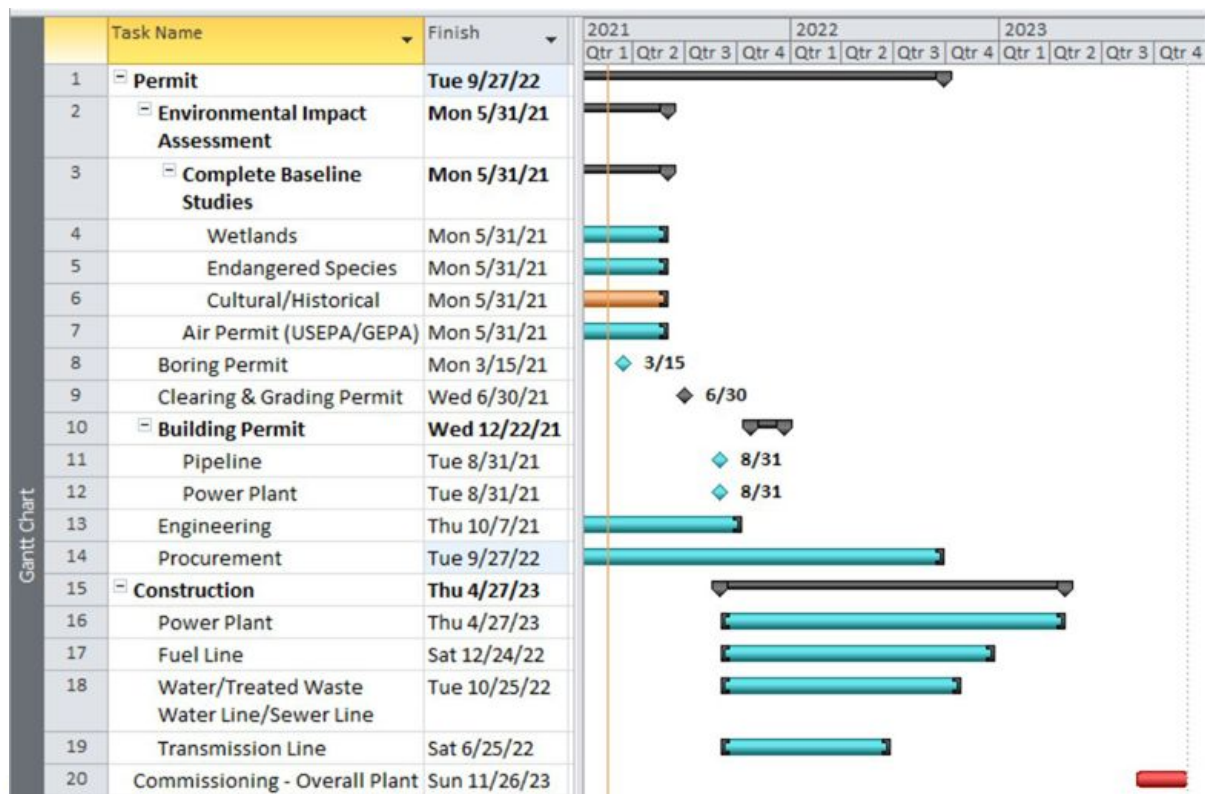 Task Name Finish 2021 2022 2023
Qtr 1 Qtr 2 Qtr 3 Qtr 4 Qtr 1 Qtr 2 Qtr 3 Qtr 4 Qtr 1 Qtr 2 Qtr 3 Qtr 4
1 Permit Tue 9/27/22
2 Environmental Impact Mon 5/31/21
Assessment
3 Complete Baseline Mon 5/31/21
Studies
4 Wetlands Mon 5/31/21
5 Endangered Species Mon 5/31/21
6 Cultural/Historical Mon 5/31/21
7 Air Permit (USEPA/GEPA) Mon 5/31/21
8 Boring Permit Mon 3/15/21 3/15
9 Clearing & Grading Permit Wed 6/30/21 6/30
10 Building Permit Wed 12/22/21
11 Pipeline Tue 8/31/21 8/31
12 Power Plant Tue 8/31/21 8/31
13 Engineering Thu 10/7/21
14 Procurement Tue 9/27/22
15 Construction Thu 4/27/23
16 Power Plant Thu 4/27/23
17 Fuel Line Sat 12/24/22
18 Water/Treated Waste Tue 10/25/22
Water Line/Sewer Line
19 Transmission Line Sat 6/25/22
20 Commissioning - Overall Plant Sun 11/26/23
Gantt Chart